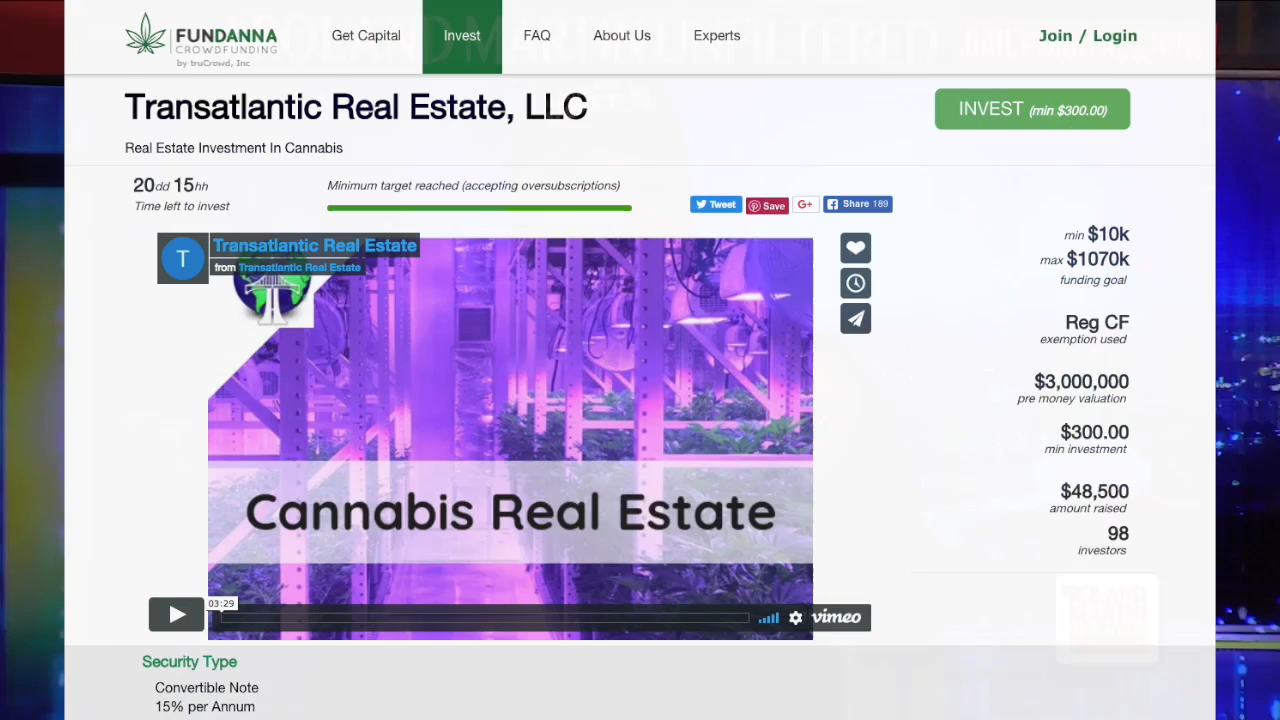 FUNDANNA
CROWDFUNDING
by truCrowd, Inc
Get Capital
Invest
FAQ
About Us
Experts
Join / Login
Transatlantic Real Estate, LLC
INVEST (min $300.00)
Real Estate Investment In Cannabis
20dd 15hh
Time left to invest
Minimum target reached (accepting oversubscriptions)
Tweet
Save
G+
Share 189
T
Transatlantic Real Estate
from Transatlantic Real Estate
min $10k
max $1070k
funding goal
Reg CF
exemption used
$3,000,000
pre money valuation
$300.00
min investment
$48,500
amount raised
98
investors
Cannabis Real Estate
03:29
vimeo
Security Type
Convertible Note
15% per Annum